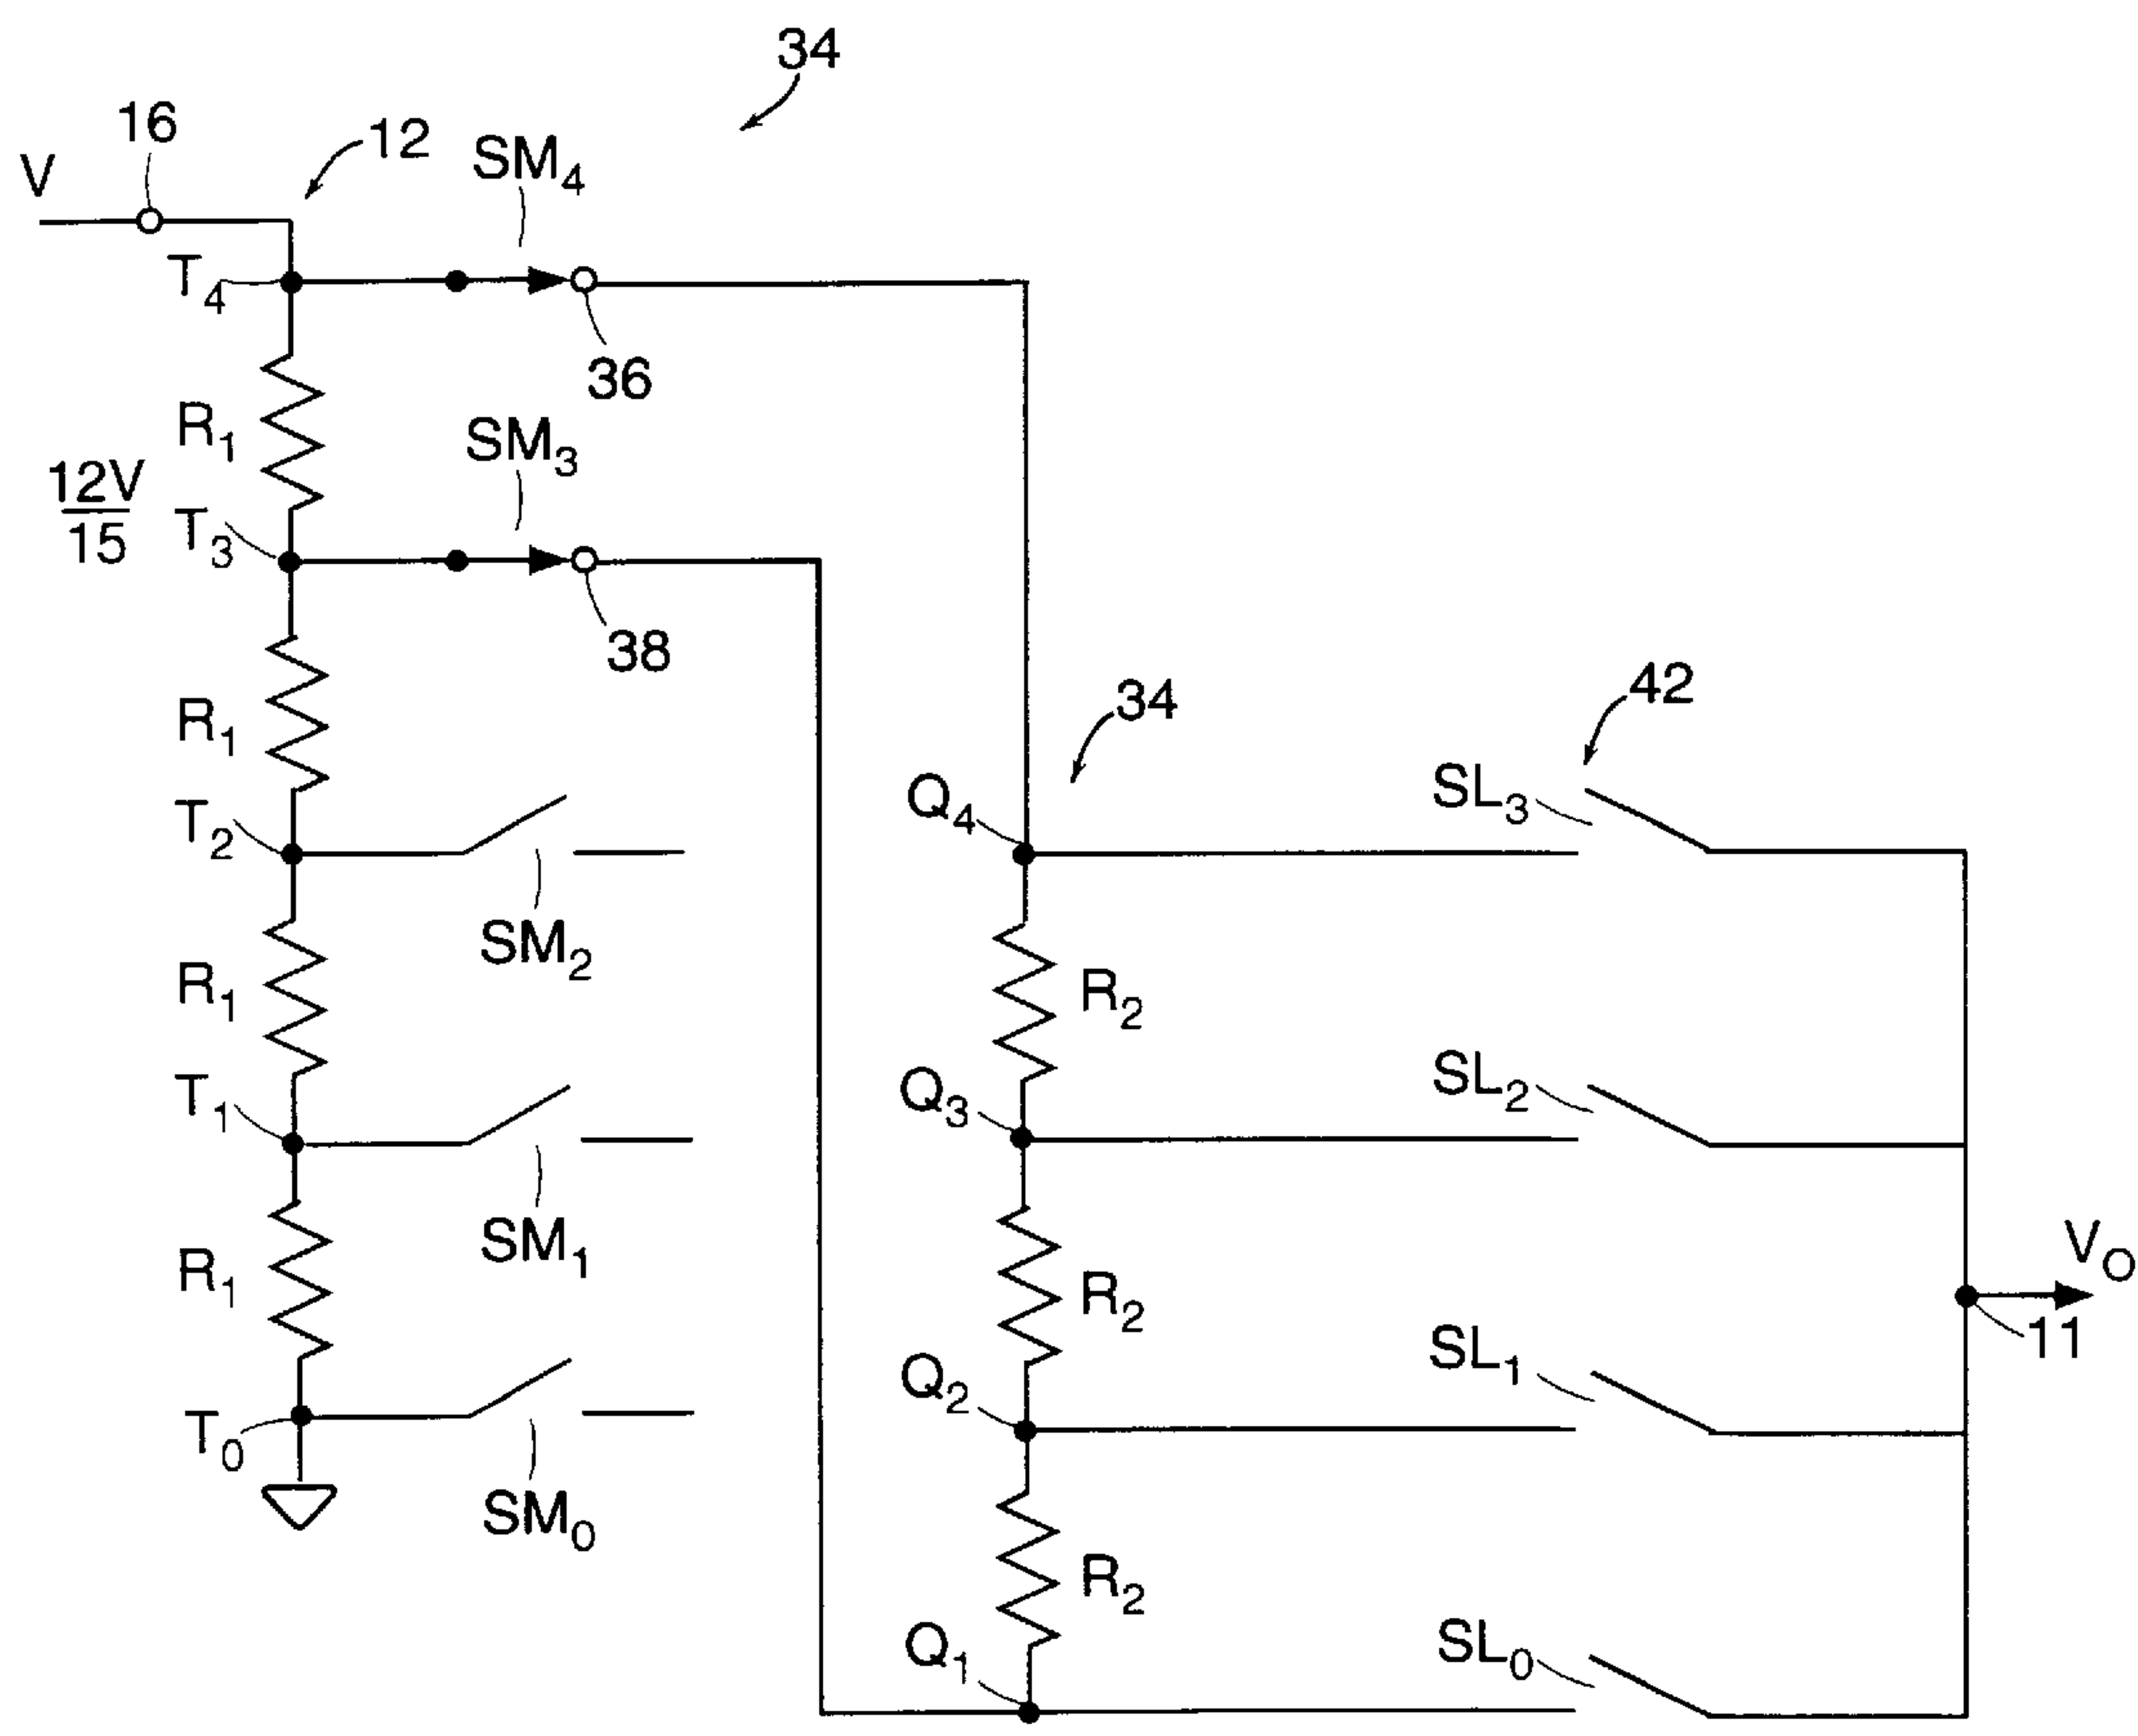 34
16
12
V
SM4
T4
36
R1
SM3
12V
15
T3
38
R1
34
42
T2
Q4
SL3
SM2
R1
R2
T1
Q3
SL2
SM1
R1
R2
VO
11
Q2
SL1
T0
SM0
R2
Q1
SL0